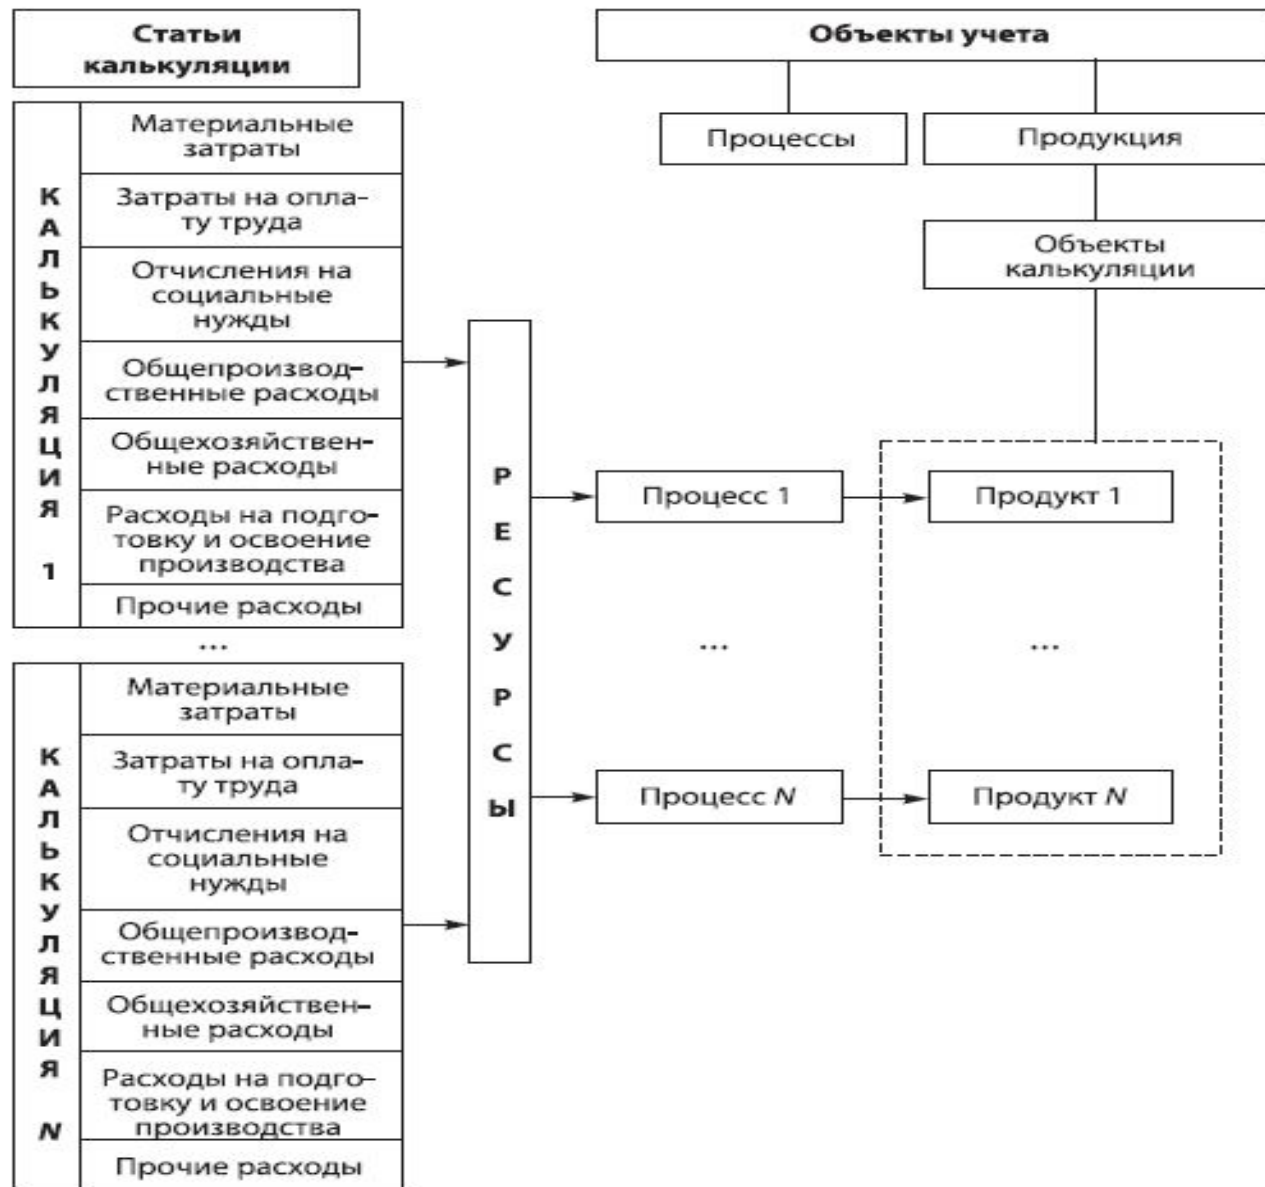 Статьи
калькуляции
КАЛЬКУЛЯЦИЯ 1
Материальные
затраты
Затраты на опла-
ту труда
Отчисления на
социальные
нужды
Общепроизвод-
ственные расходы
Общехозяйствен-
ные расходы
Расходы на подго-
товку и освоение
производства
Прочие расходы
...
КАЛЬКУЛЯЦИЯ N
Материальные
затраты
Затраты на опла-
ту труда
Отчисления на
социальные
нужды
Общепроизвод-
ственные расходы
Общехозяйствен-
ные расходы
Расходы на подго-
товку и освоение
производства
Прочие расходы
РЕСУРСЫ
Объекты учета
Процессы
Продукция
Объекты
калькуляции
Процесс 1
Продукт 1
...
...
Процесс N
Продукт N